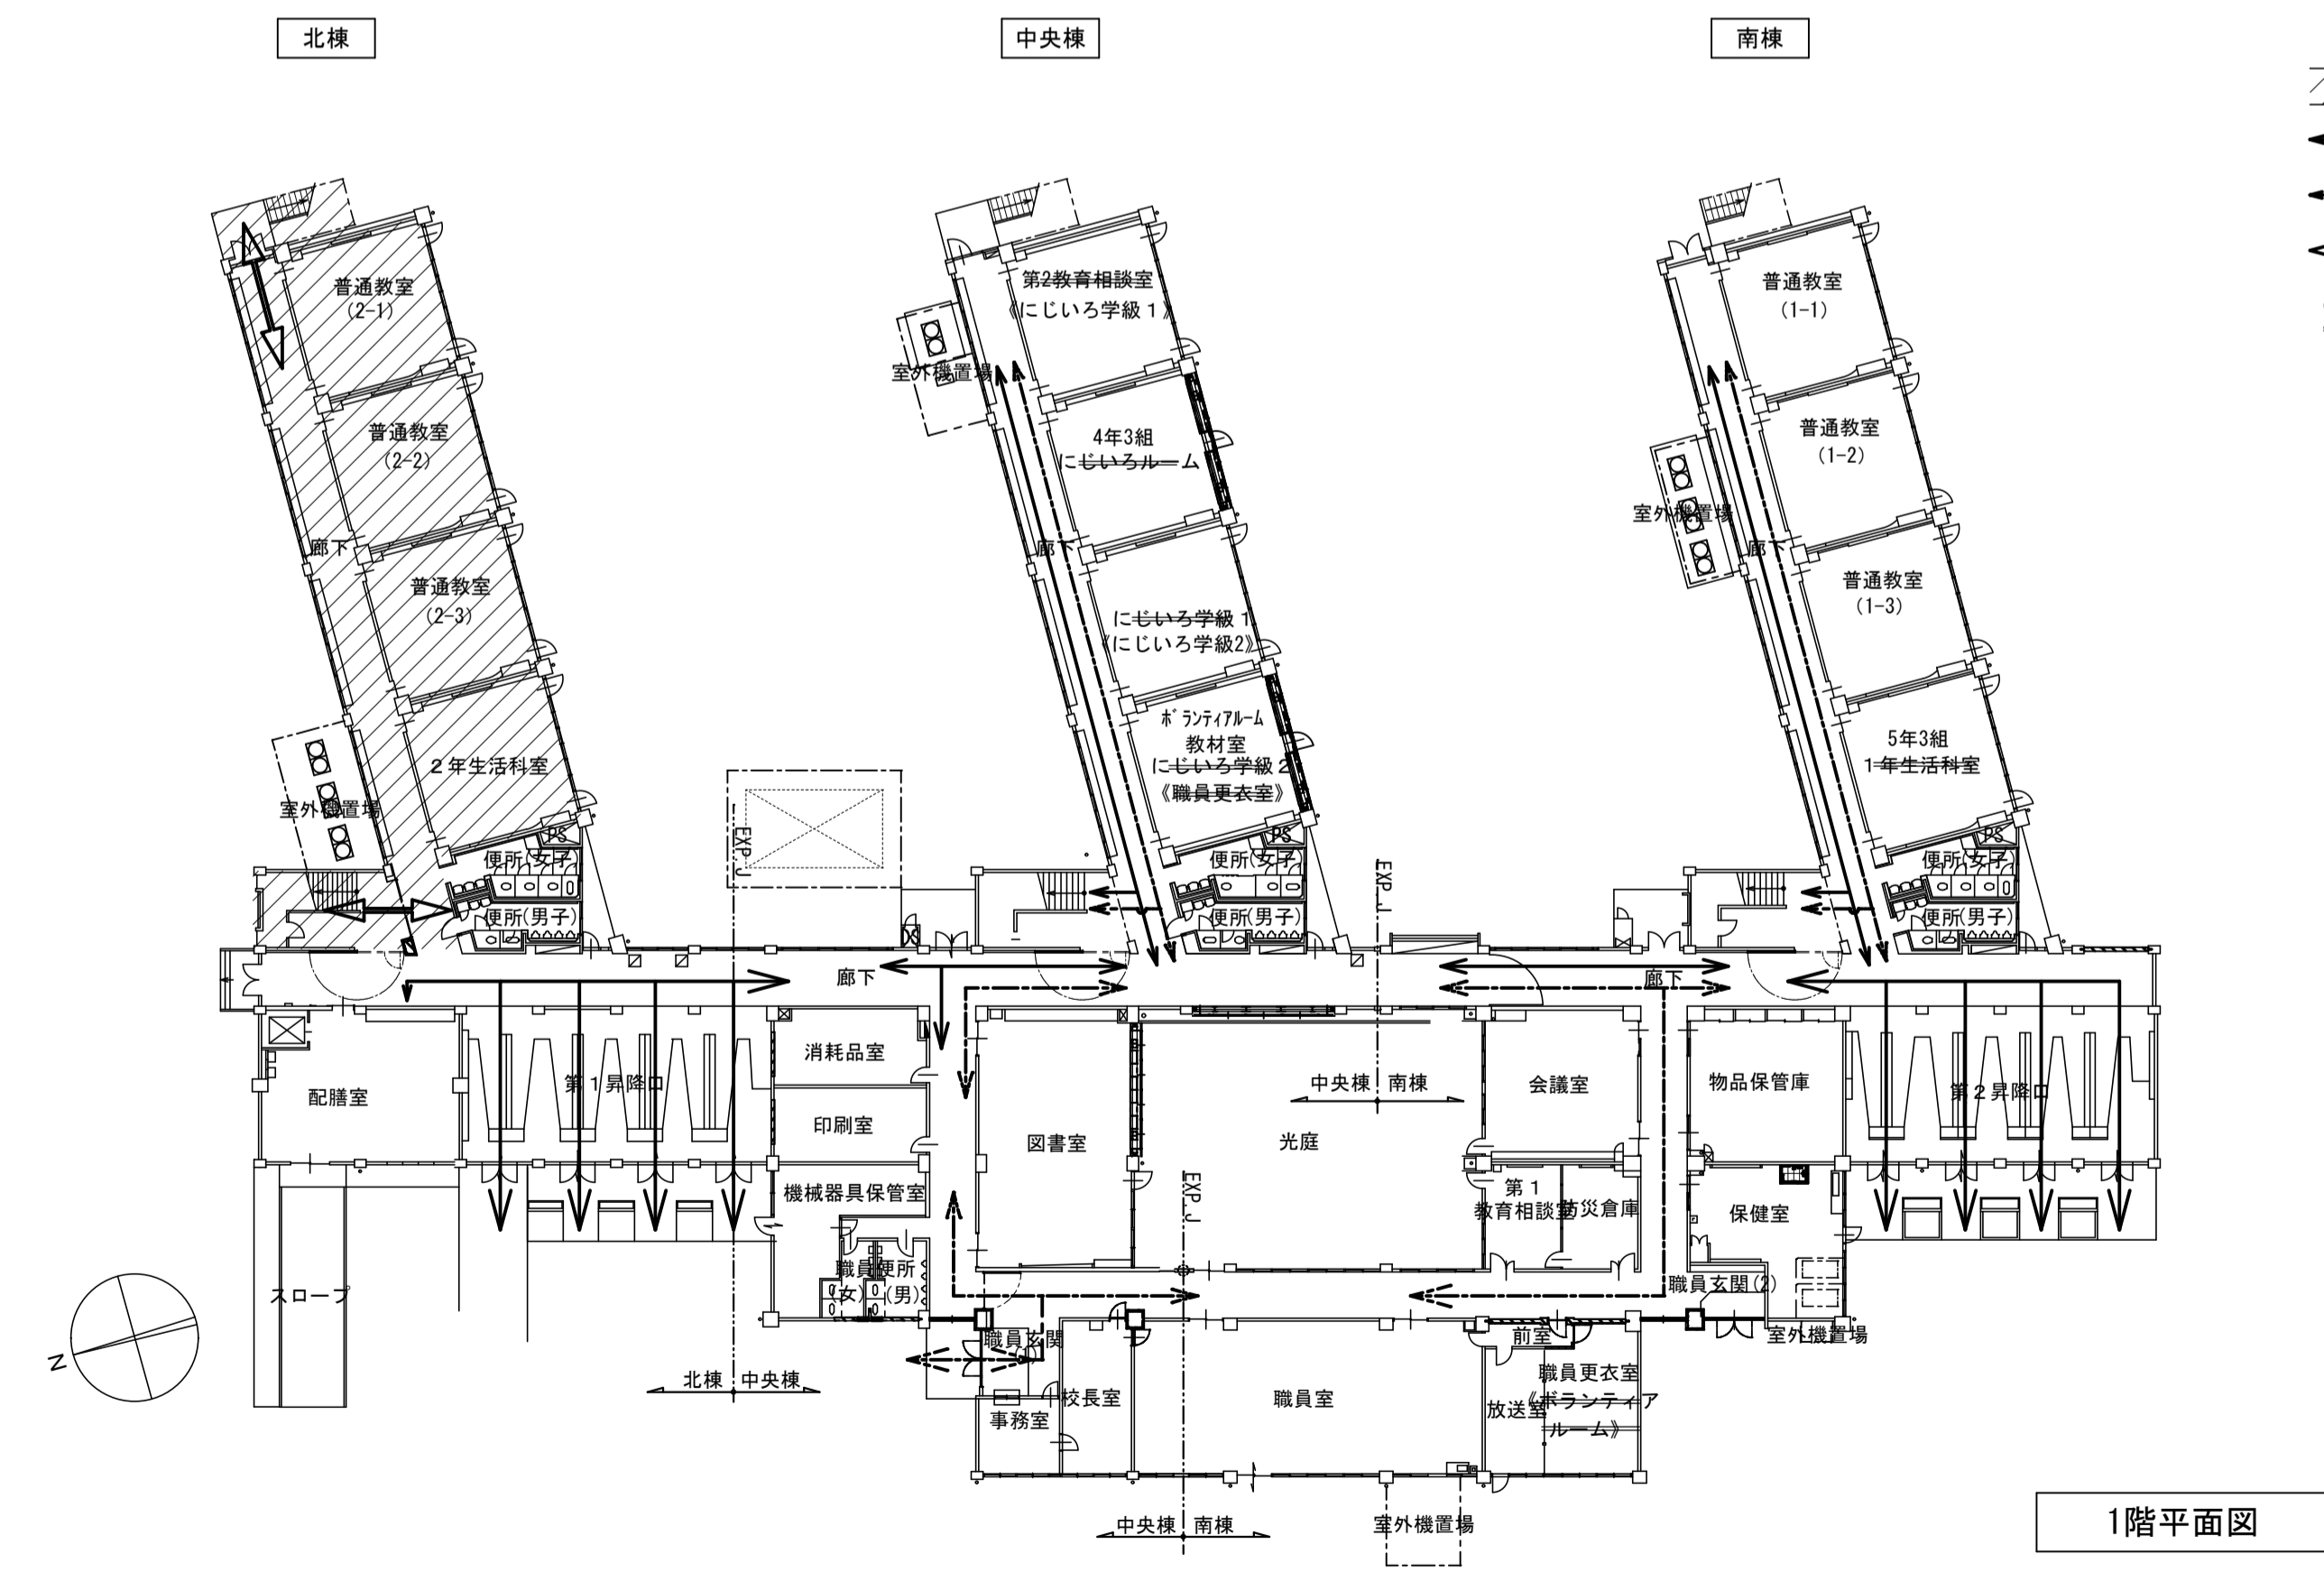 北棟
中央棟
南棟
普通教室
(2-1)
普通教室
(2-2)
廊下
普通教室
(2-3)
２年生活科室
室外機置場
PS
便所(女子)
便所(男子)
第2教育相談室
《にじいろ学級１》
室外機置場
4年3組
にじいろルーム
廊下
にじいろ学級１
《にじいろ学級2》
ﾎﾞﾗﾝﾃｨｱﾙｰﾑ
教材室
にじいろ学級２
《職員更衣室》
PS
便所(女子)
便所(男子)
普通教室
(1-1)
普通教室
(1-2)
室外機置場
廊下
普通教室
(1-3)
5年3組
1年生活科室
PS
便所(女子)
便所(男子)
EXP.J
EXP.J
廊下
廊下
配膳室
第１昇降口
消耗品室
印刷室
機械器具保管室
職員便所
(女)
(男)
図書室
光庭
中央棟
南棟
会議室
第１
教育相談室
防災倉庫
物品保管庫
第２昇降口
保健室
職員玄関(2)
室外機置場
EXP.J
スロープ
N
北棟
中央棟
職員玄関
事務室
校長室
職員室
前室
放送室
職員更衣室
《ボランティア
ルーム》
中央棟
南棟
室外機置場
1階平面図